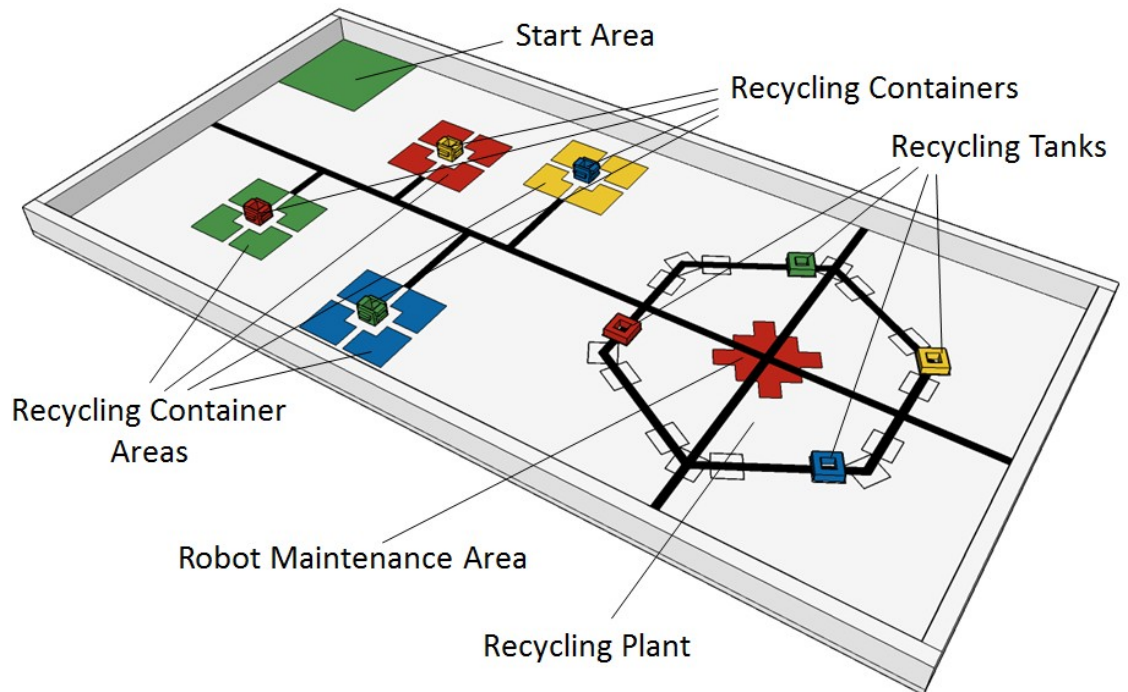 Start Area
Recycling Containers
Recycling Tanks
Recycling Container
Areas
Robot Maintenance Area
Recycling Plant